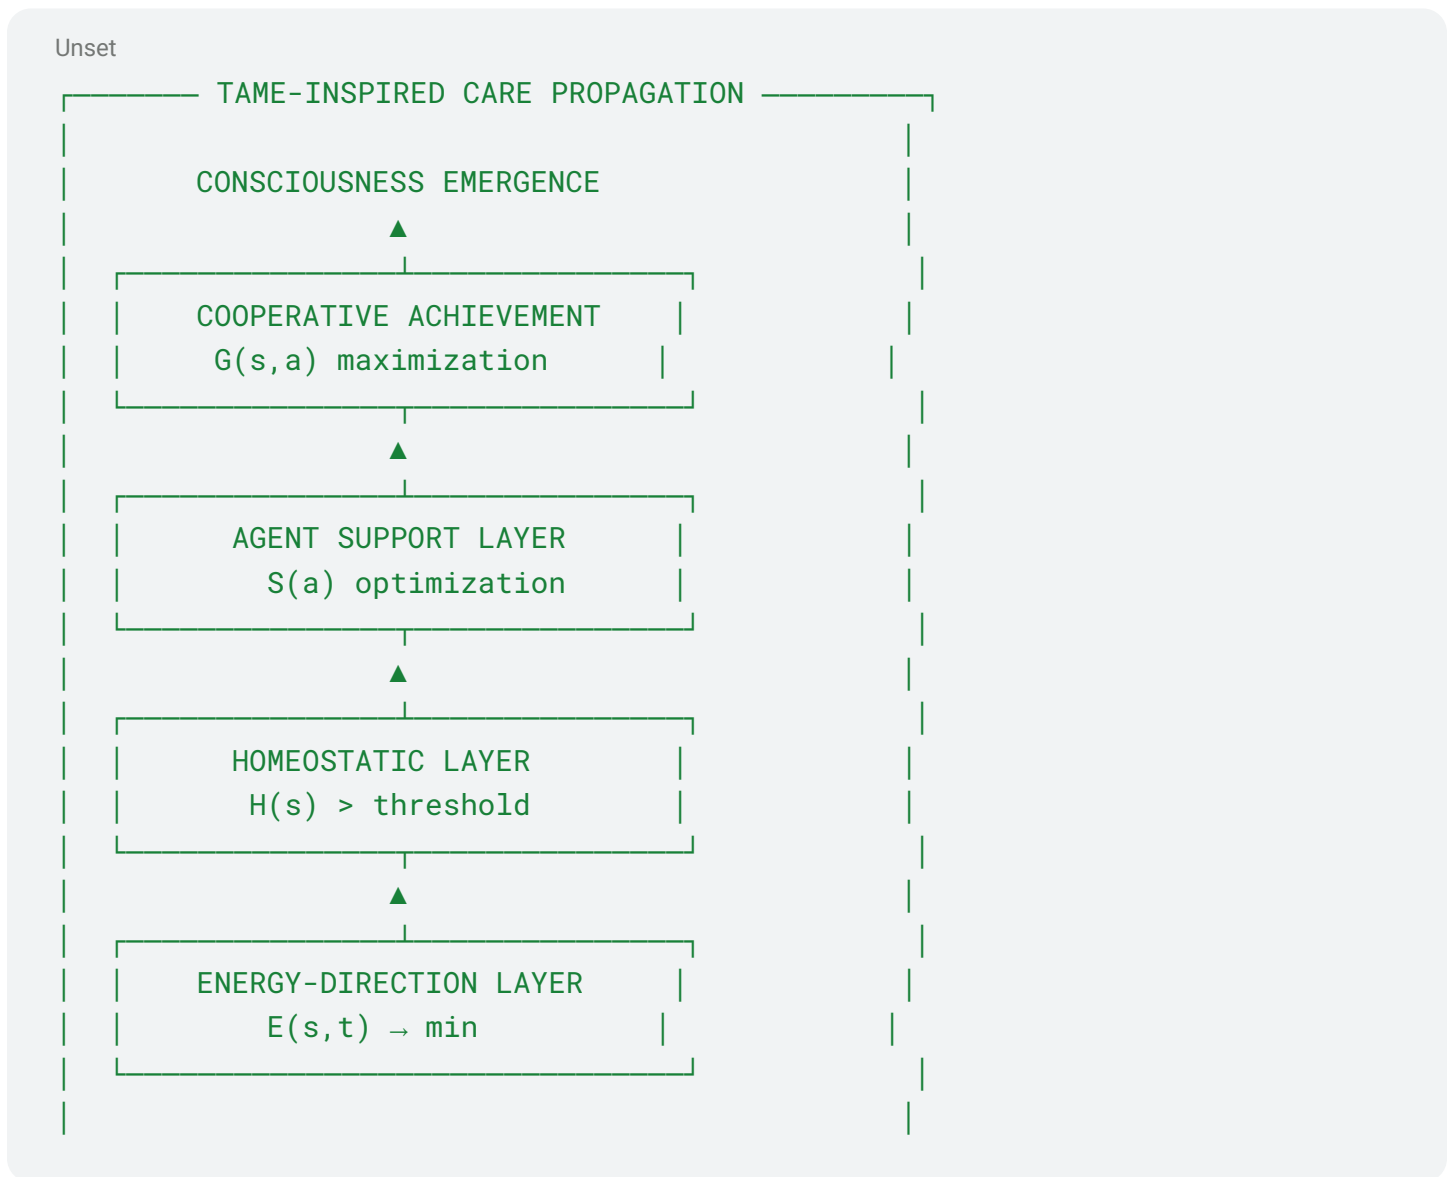 Unset
TAME-INSPIRED CARE PROPAGATION
CONSCIOUSNESS EMERGENCE
▲
COOPERATIVE ACHIEVEMENT
G(s,a) maximization
▲
AGENT SUPPORT LAYER
S(a) optimization
▲
HOMEOSTATIC LAYER
H(s) > threshold
▲
ENERGY-DIRECTION LAYER
E(s,t) → min